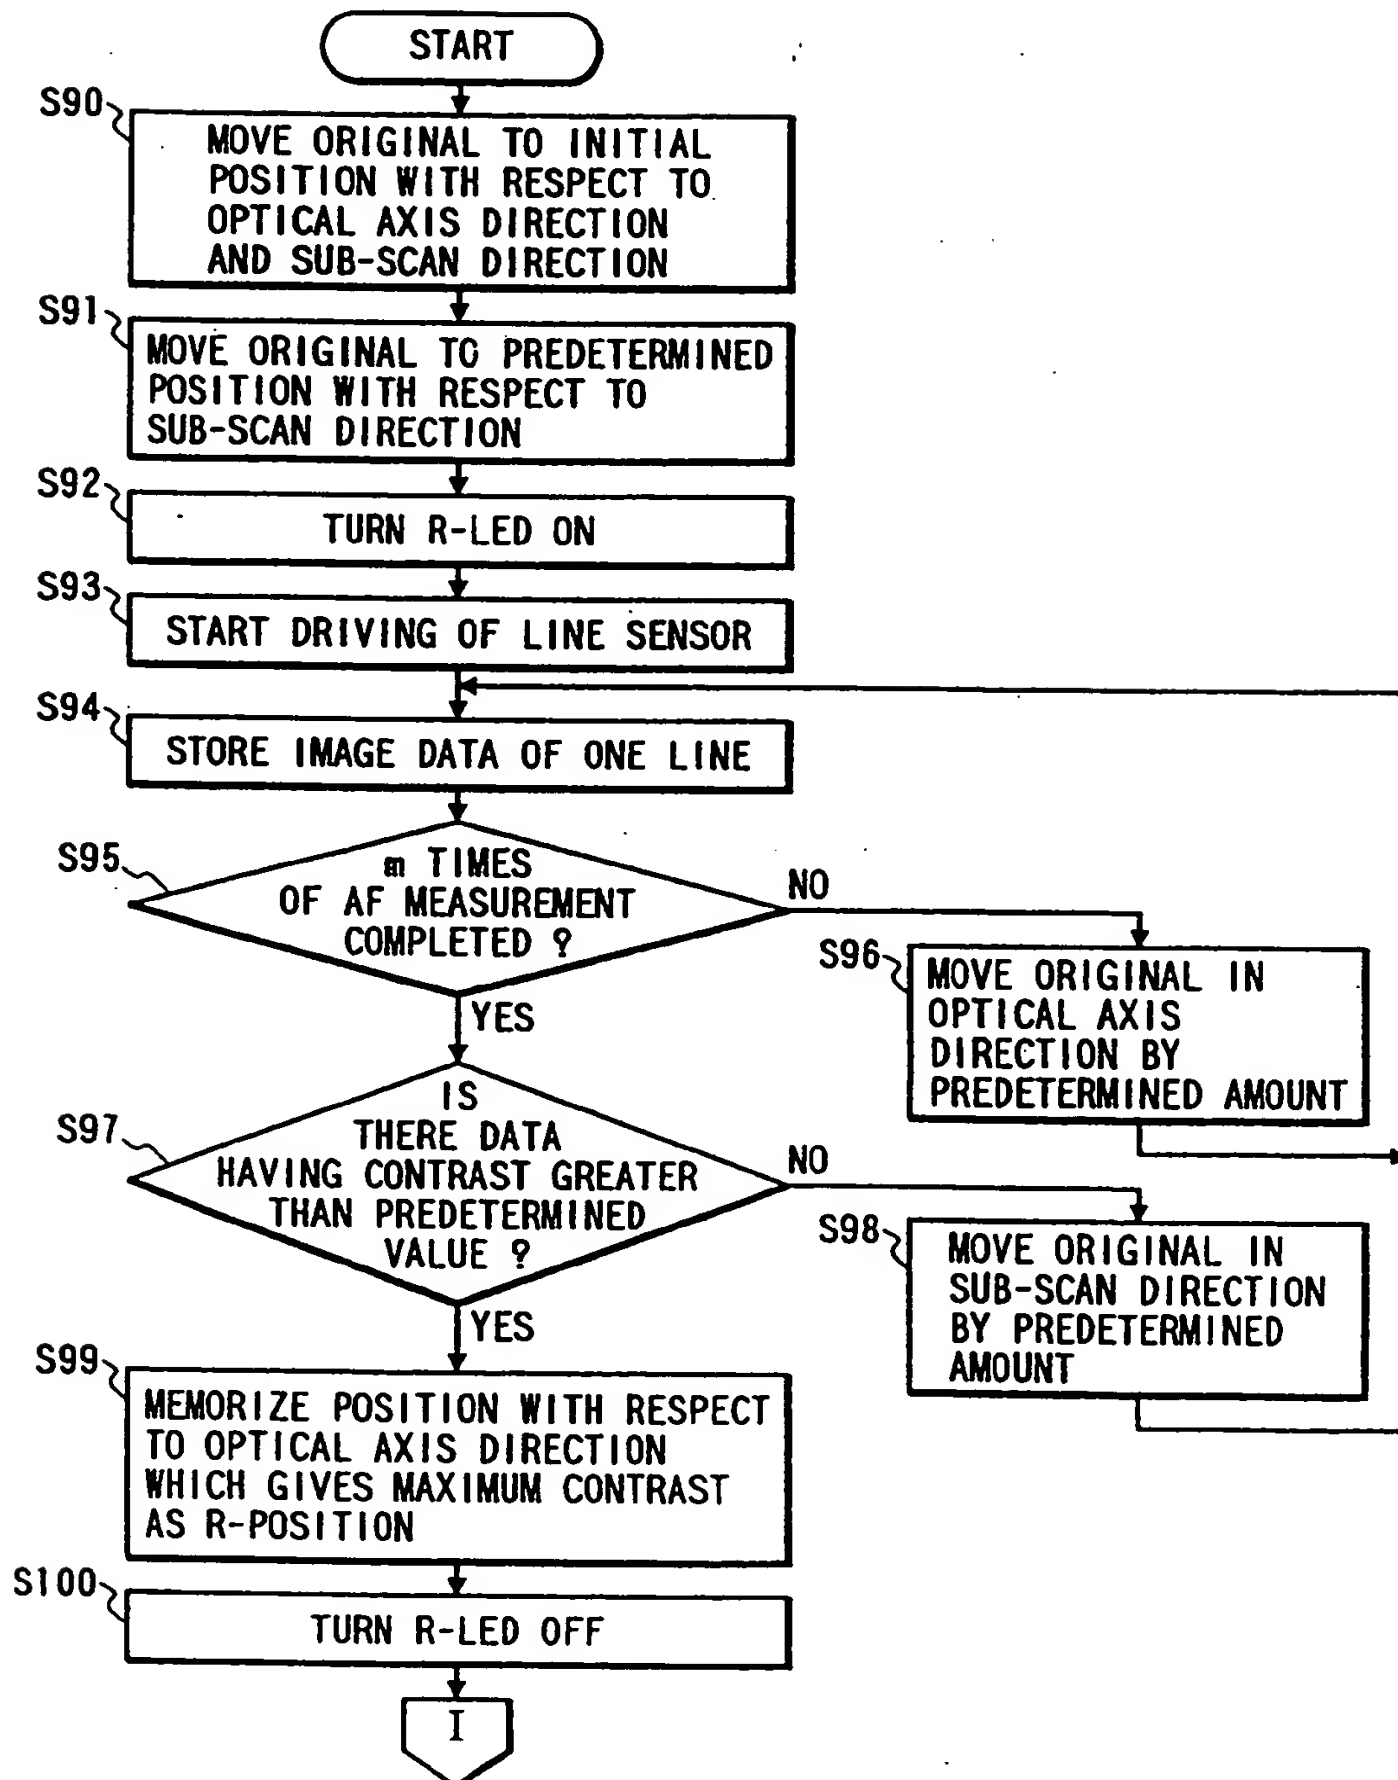 START
S90
MOVE ORIGINAL TO INITIAL
POSITION WITH RESPECT TO
OPTICAL AXIS DIRECTION
AND SUB-SCAN DIRECTION
S91
MOVE ORIGINAL TO PREDETERMINED
POSITION WITH RESPECT TO
SUB-SCAN DIRECTION
S92
TURN R-LED ON
S93
START DRIVING OF LINE SENSOR
S94
STORE IMAGE DATA OF ONE LINE
S95
m TIMES
OF AF MEASUREMENT
COMPLETED ?
NO
YES
S96
MOVE ORIGINAL IN
OPTICAL AXIS
DIRECTION BY
PREDETERMINED AMOUNT
S97
IS
THERE DATA
HAVING CONTRAST GREATER
THAN PREDETERMINED
VALUE ?
NO
YES
S98
MOVE ORIGINAL IN
SUB-SCAN DIRECTION
BY PREDETERMINED
AMOUNT
S99
MEMORIZE POSITION WITH RESPECT
TO OPTICAL AXIS DIRECTION
WHICH GIVES MAXIMUM CONTRAST
AS R-POSITION
S100
TURN R-LED OFF
I